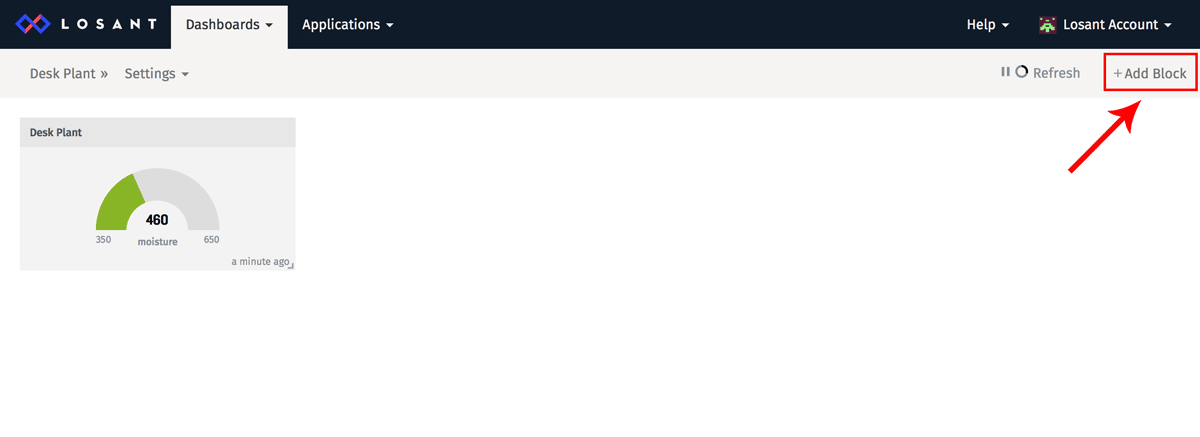 LOSANT Dashboards Applications Help Losant Account
Desk Plant » Settings Refresh +Add Block
Desk Plant
460
350 moisture 650
a minute ago